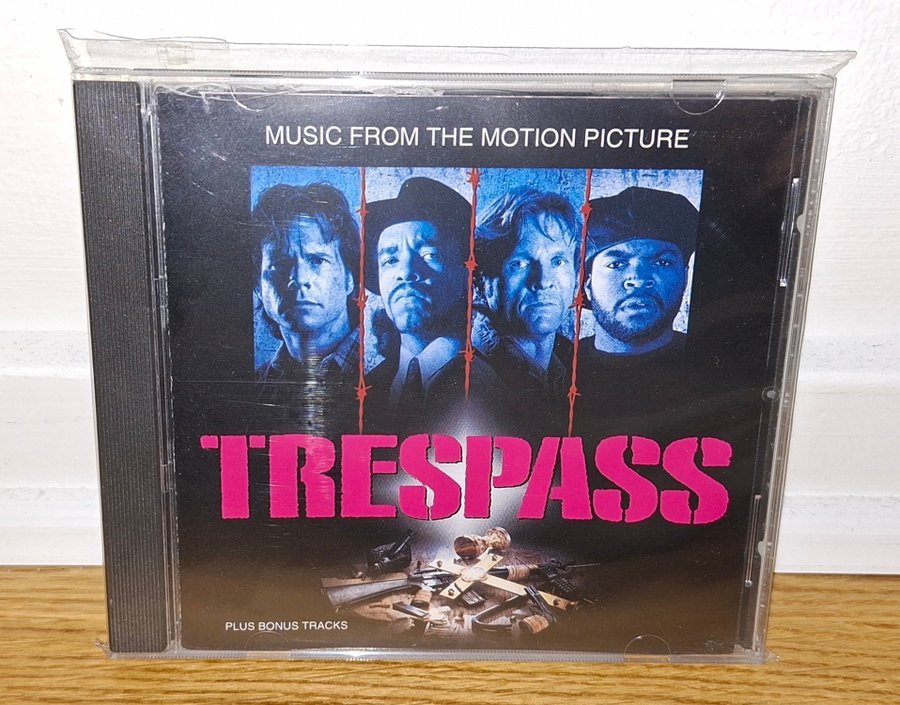 MUSIC FROM THE MOTION PICTURE
TRESPASS
PLUS BONUS TRACKS